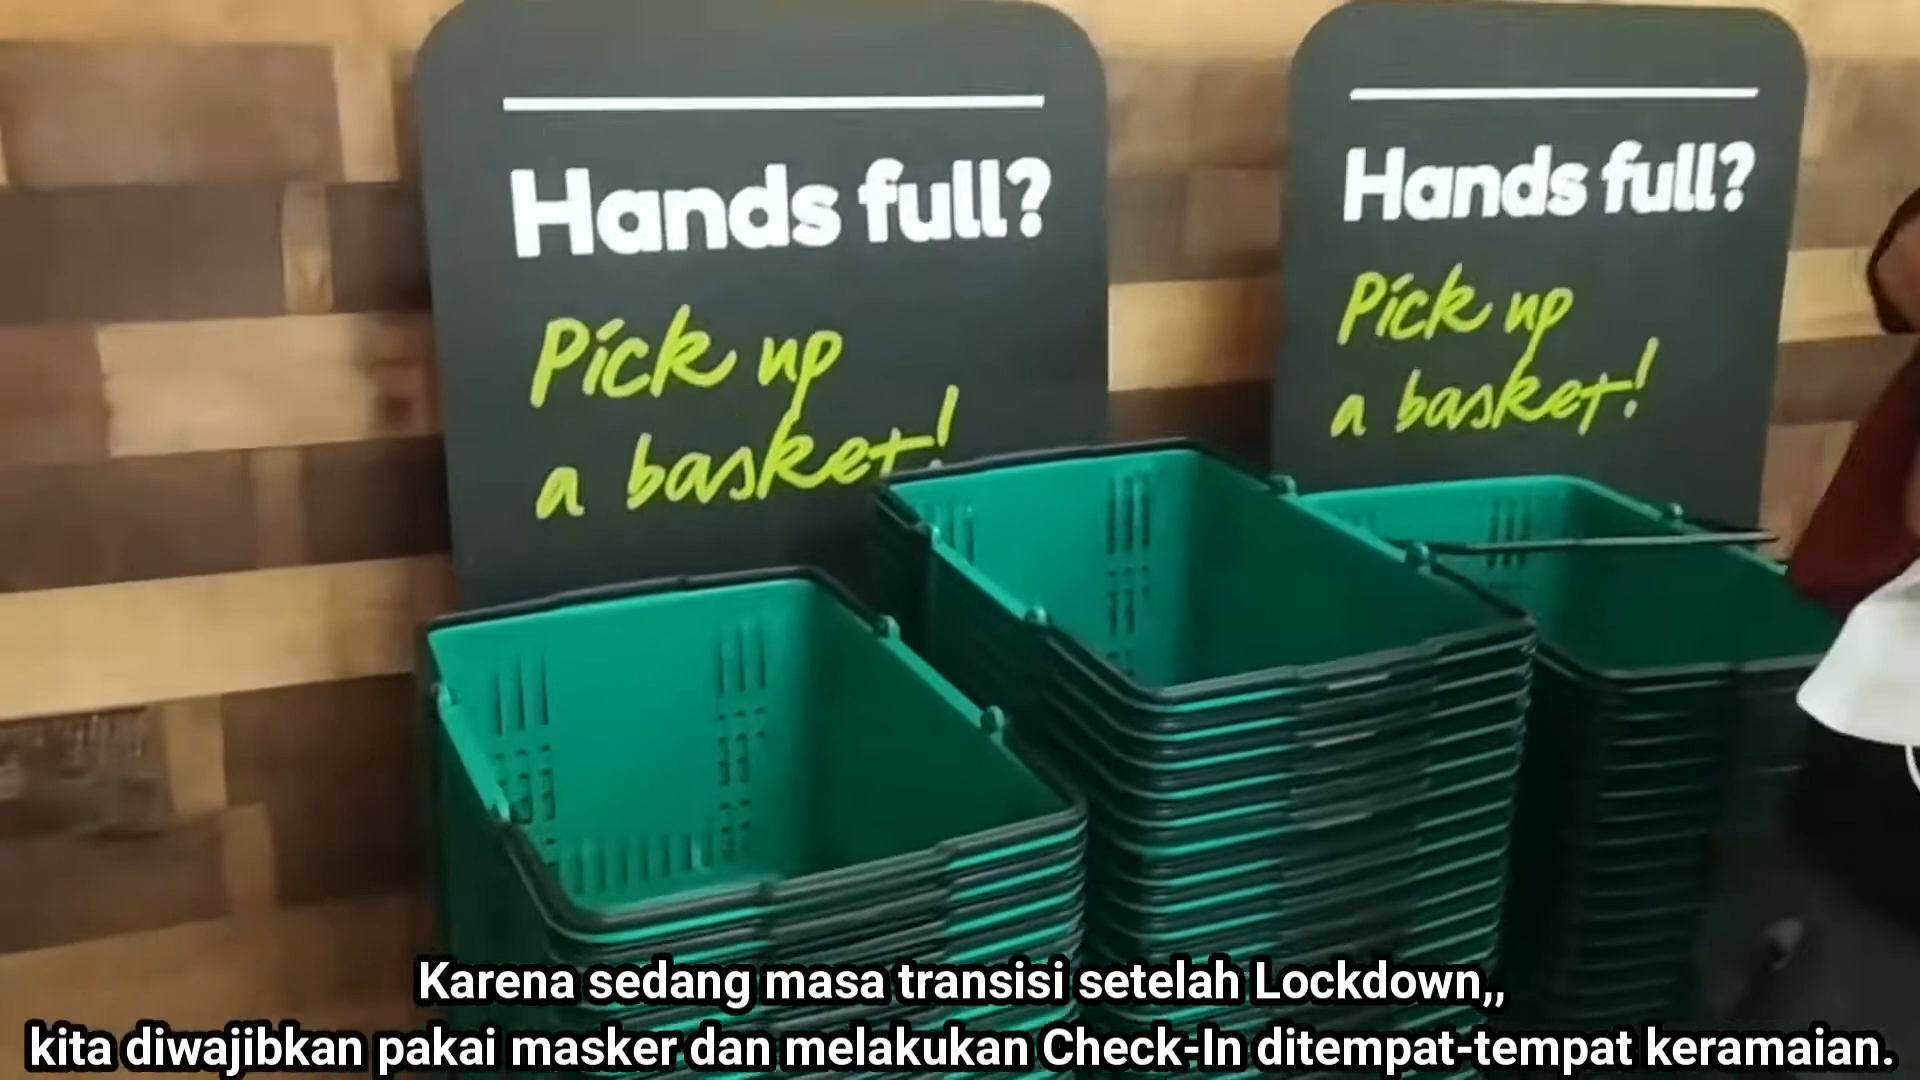 Hands full?
Pick up
a basket!
Hands full?
Pick up
a basket!
Karena sedang masa transisi setelah Lockdown,,
kita diwajibkan pakai masker dan melakukan Check-In ditempat-tempat keramaian.